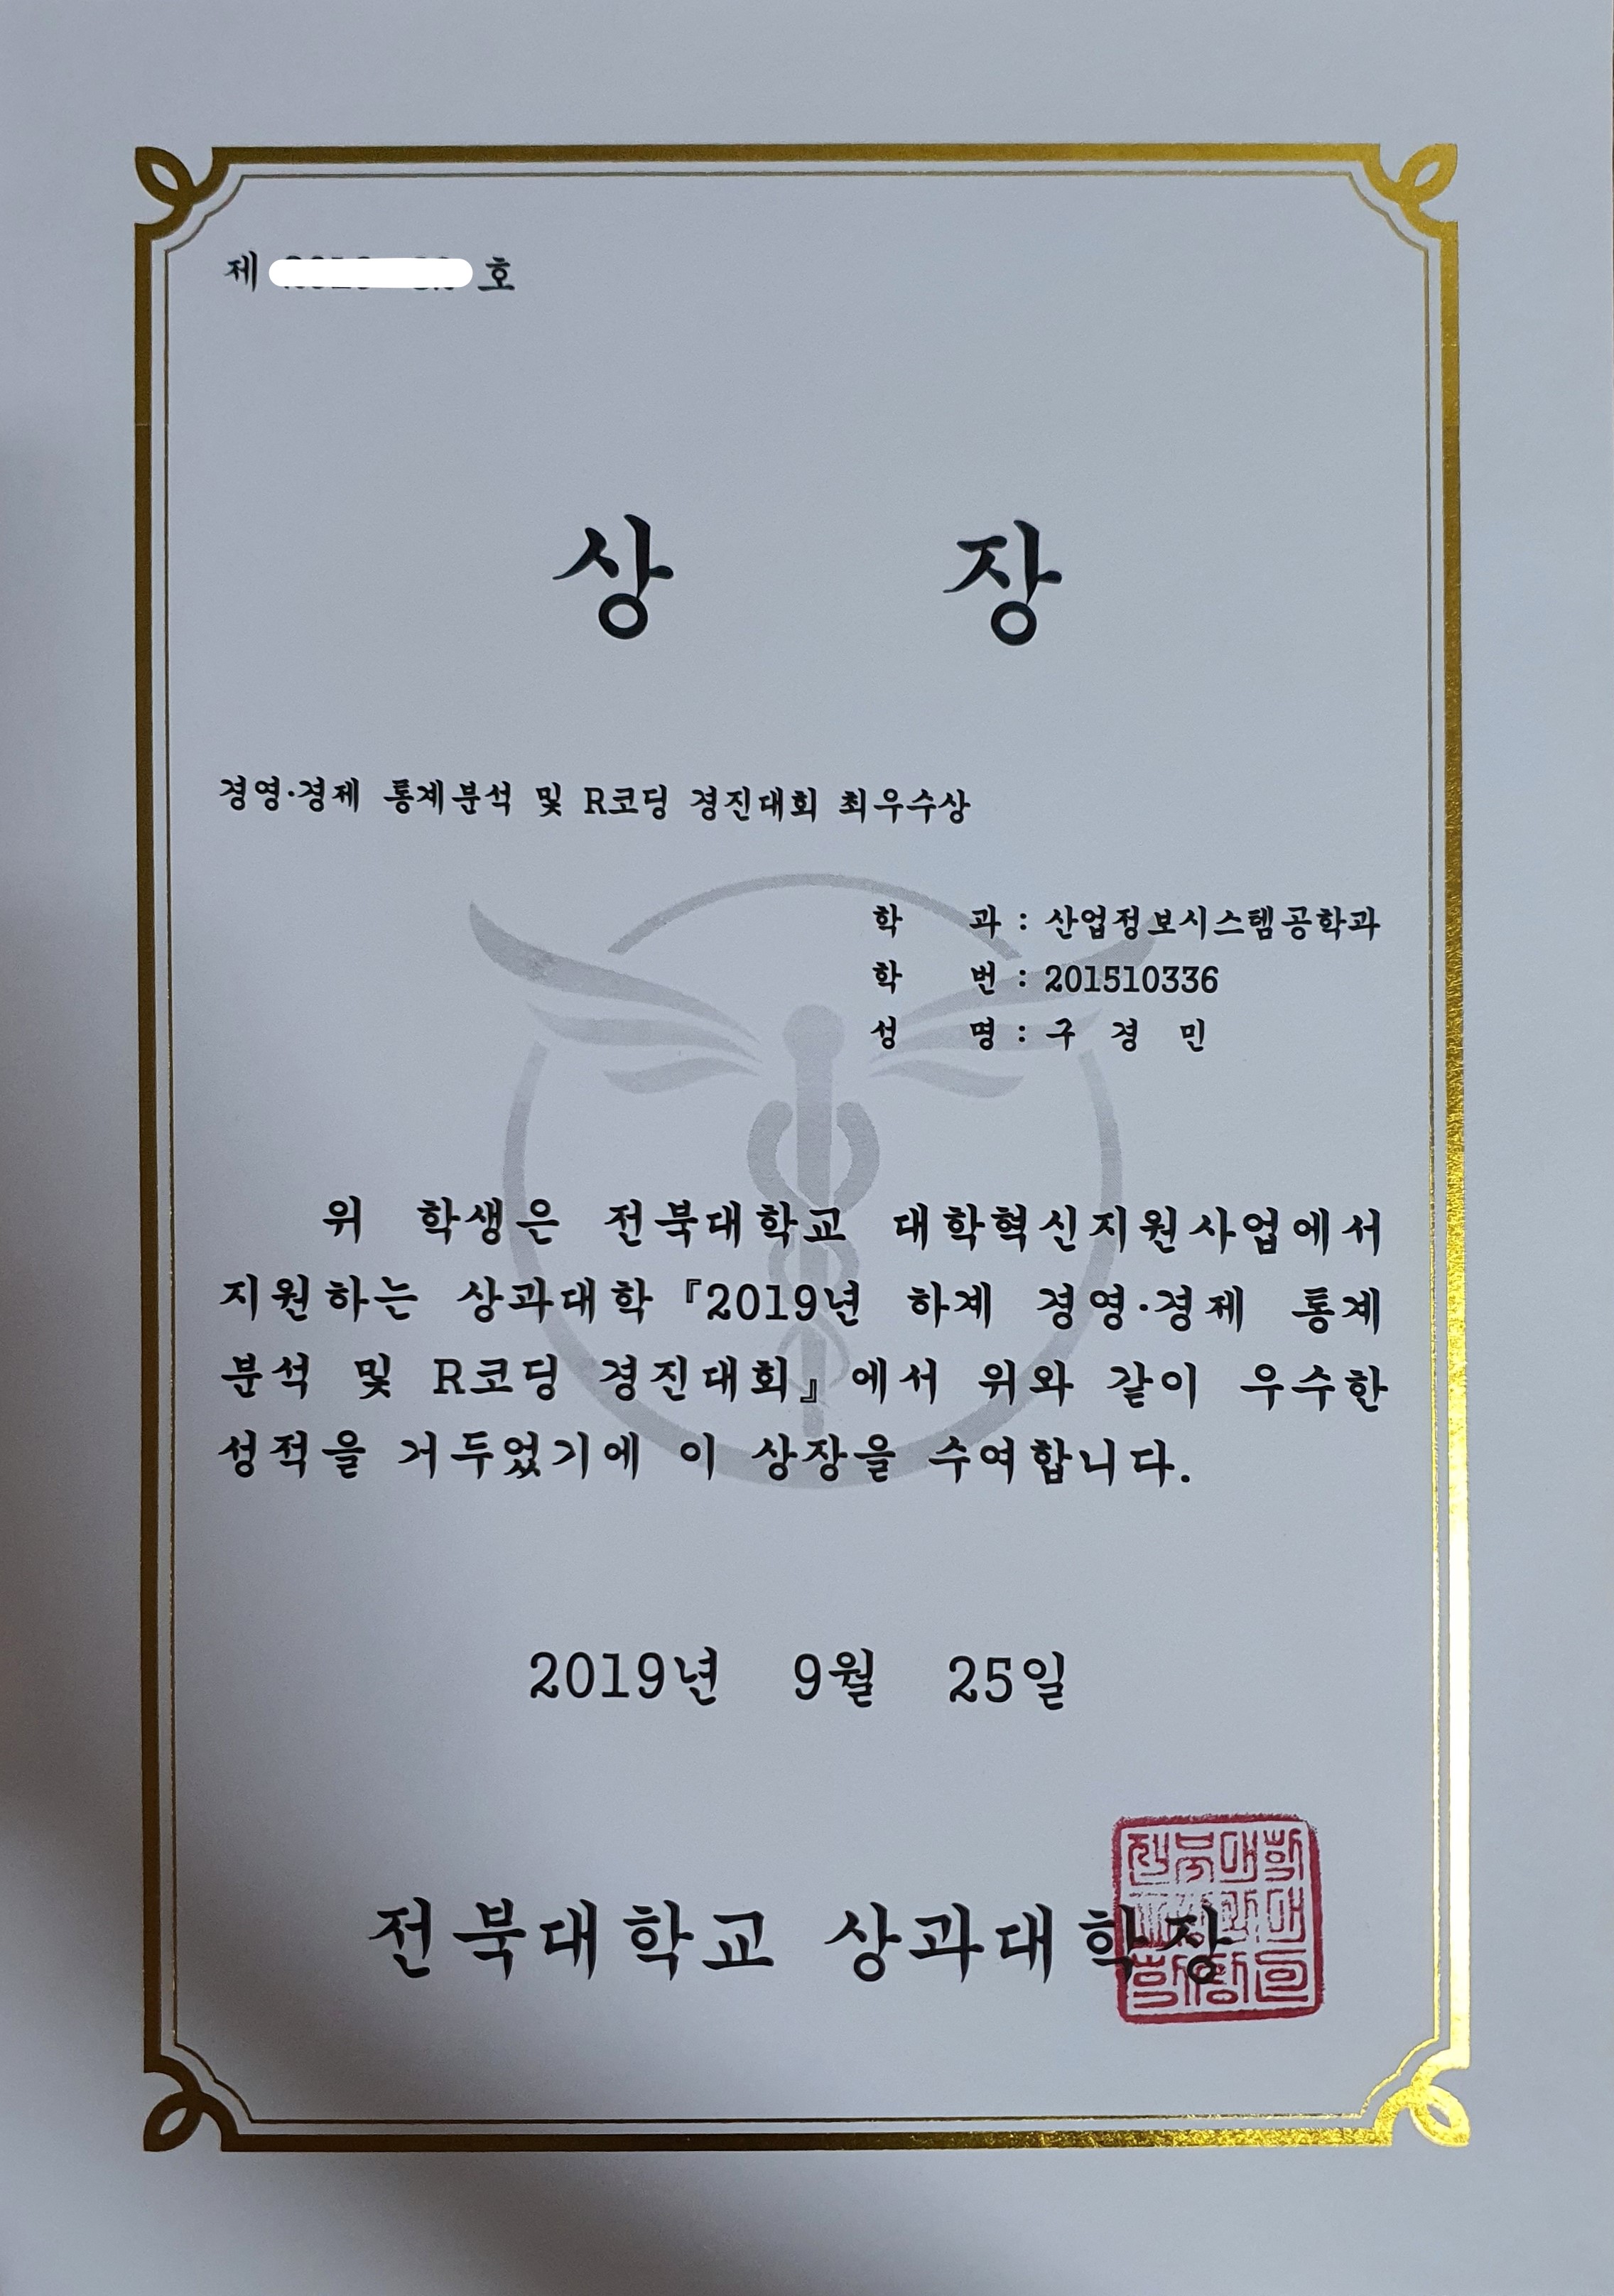 제 호
상 장
경영·경제 통계분석 및 R코딩 경진대회 최우수상
학 과 : 산업정보시스템공학과
학 번 : 201510336
성 명 : 구 경 민
위 학생은 전북대학교 대학혁신지원사업에서
지원하는 상과대학『2019년 하계 경영·경제 통계
분석 및 R코딩 경진대회』에서 위와 같이 우수한
성적을 거두었기에 이 상장을 수여합니다.
2019년 9월 25일
전북대학교 상과대학장